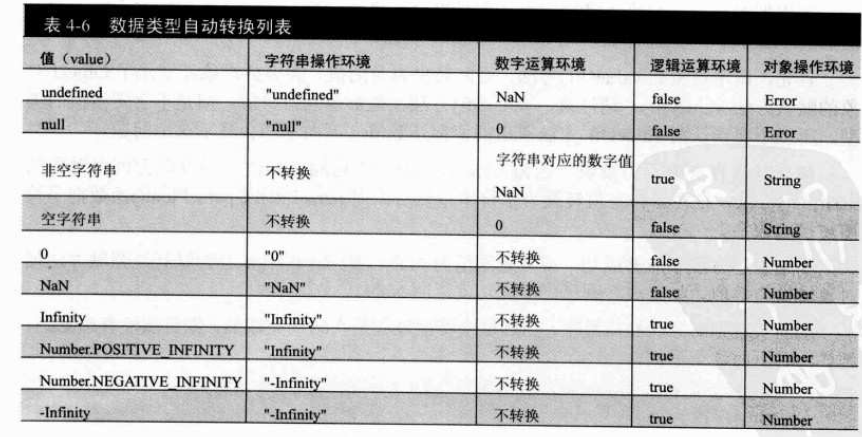 表 4-6 数据类型自动转换列表
值（value） 字符串操作环境 数字运算环境 逻辑运算环境 对象操作环境
undefined "undefined" NaN false Error
null "null" 0 false Error
非空字符串 不转换 字符串对应的数字值 NaN true String
空字符串 不转换 0 false String
0 "0" 不转换 false Number
NaN "NaN" 不转换 false Number
Infinity "Infinity" 不转换 true Number
Number.POSITIVE_INFINITY "Infinity" 不转换 true Number
Number.NEGATIVE_INFINITY "-Infinity" 不转换 true Number
-Infinity "-Infinity" 不转换 true Number